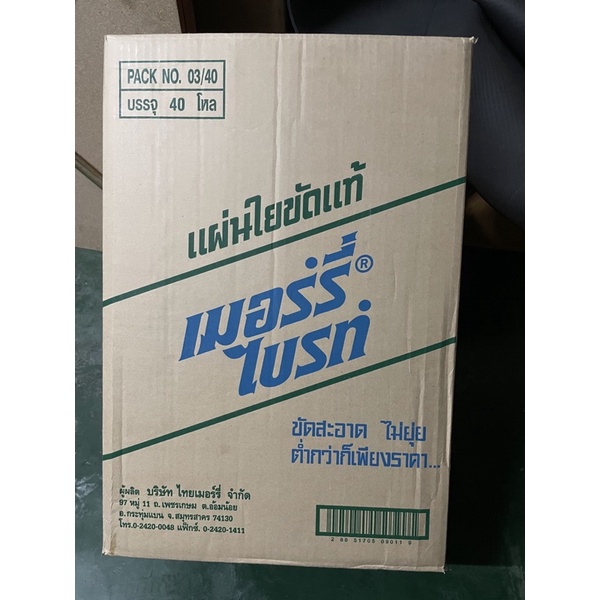 PACK NO. 03/40
บรรจุ 40 โหล
แผ่นใยขัดแท้
เมอร์รี่®
ไบรท์
ขัดสะอาด ไม่ยุ่ย
ต่ำกว่าก็เพียงราคา...
ผู้ผลิต บริษัท ไทยเมอร์รี่ จำกัด
97 หมู่ 11 ถ.เพชรเกษม ต.อ้อมน้อย
อ.กระทุ่มแบน จ.สมุทรสาคร 74130
โทร.0-2420-0048 แฟ็กซ์. 0-2420-1411